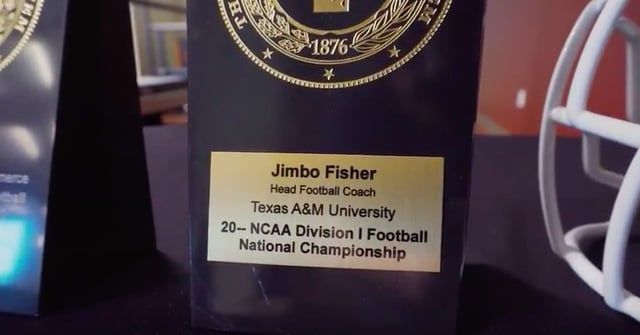 1876
Jimbo Fisher
Head Football Coach
Texas A&M University
20-- NCAA Division I Football
National Championship